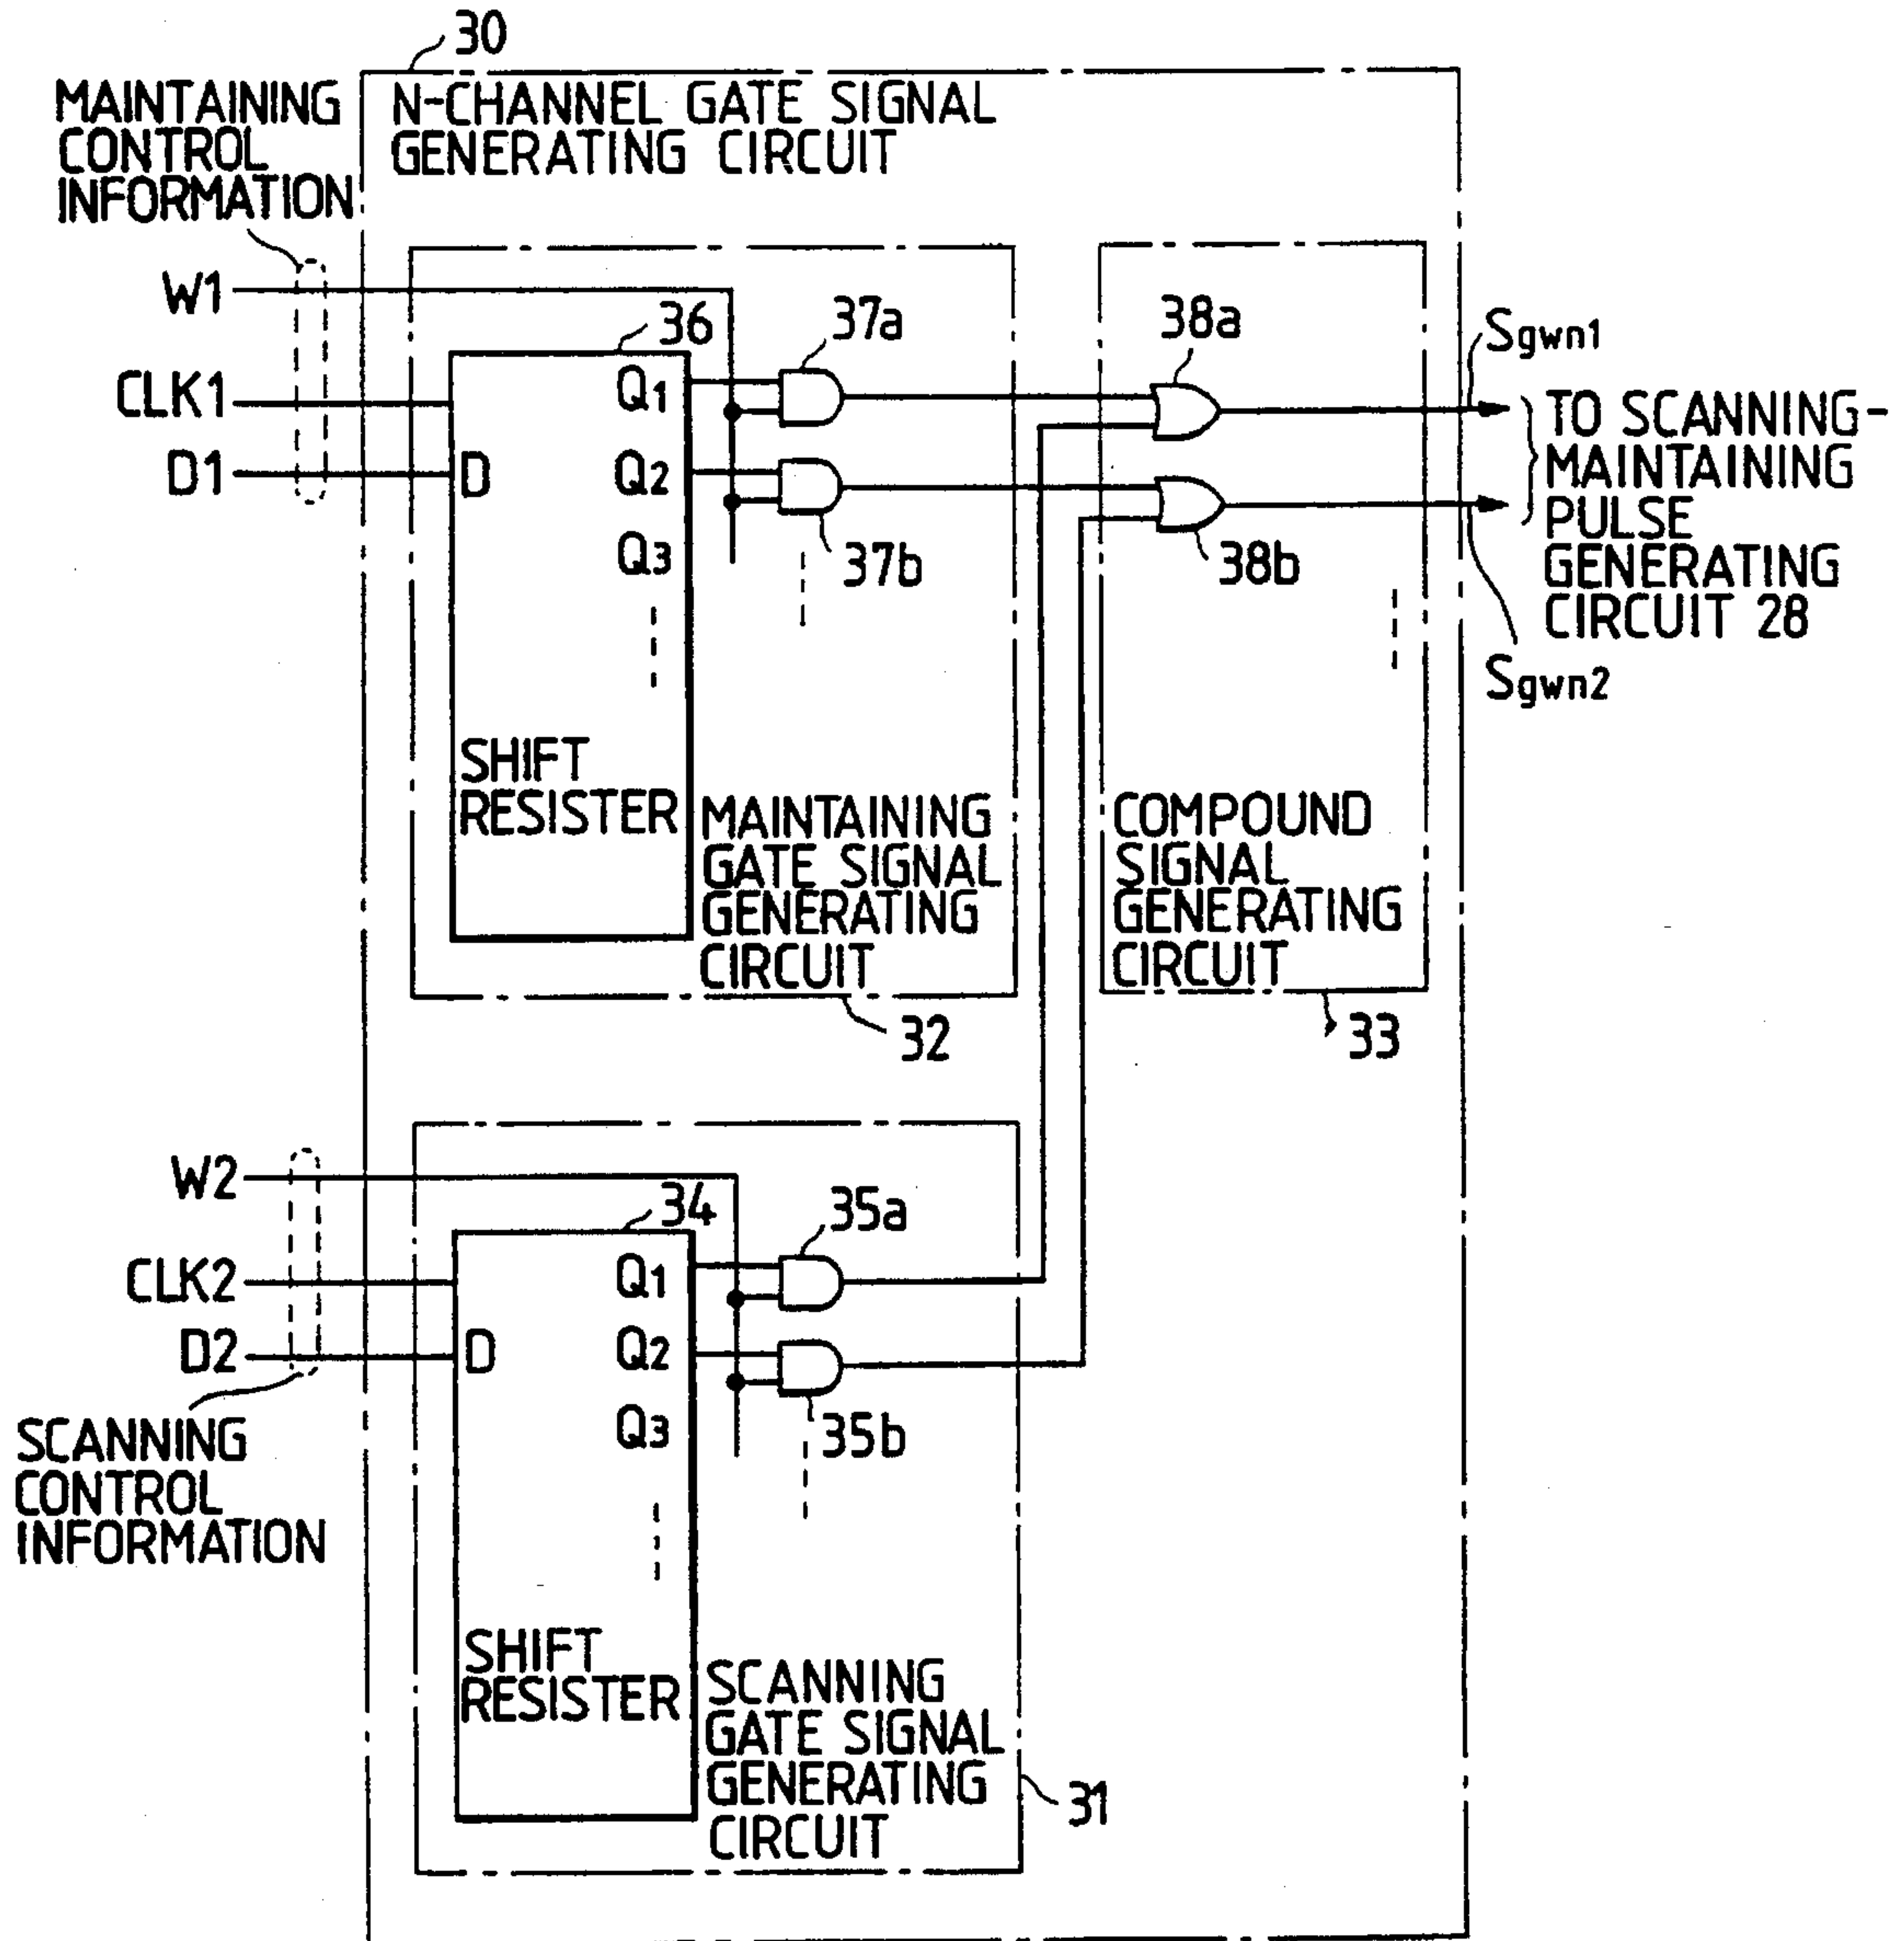 30
MAINTAINING
CONTROL
INFORMATION
N-CHANNEL GATE SIGNAL
GENERATING CIRCUIT
W1
CLK1
D1
36
D
Q1
Q2
Q3
SHIFT
RESISTER
37a
37b
MAINTAINING
GATE SIGNAL
GENERATING
CIRCUIT
32
38a
38b
COMPOUND
SIGNAL
GENERATING
CIRCUIT
33
Sgwn1
TO SCANNING-
MAINTAINING
PULSE
GENERATING
CIRCUIT 28
Sgwn2
W2
CLK2
D2
SCANNING
CONTROL
INFORMATION
34
D
Q1
Q2
Q3
SHIFT
RESISTER
35a
35b
SCANNING
GATE SIGNAL
GENERATING
CIRCUIT
31